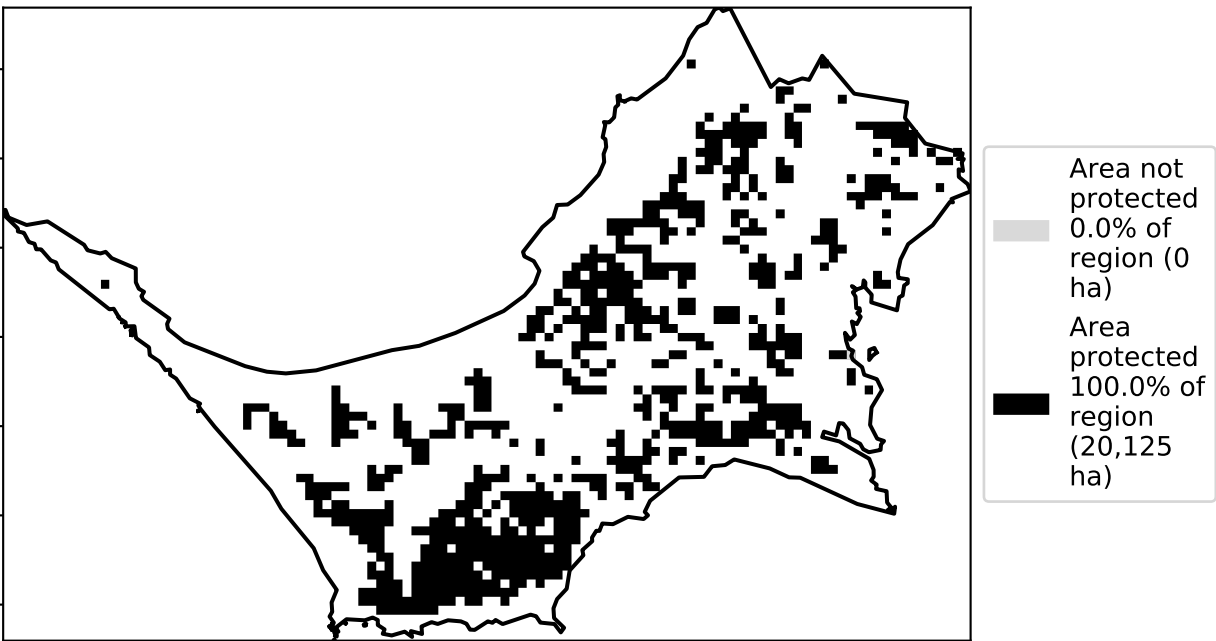 Area not
protected
0.0% of
region (0
ha)
Area
protected
100.0% of
region
(20,125
ha)